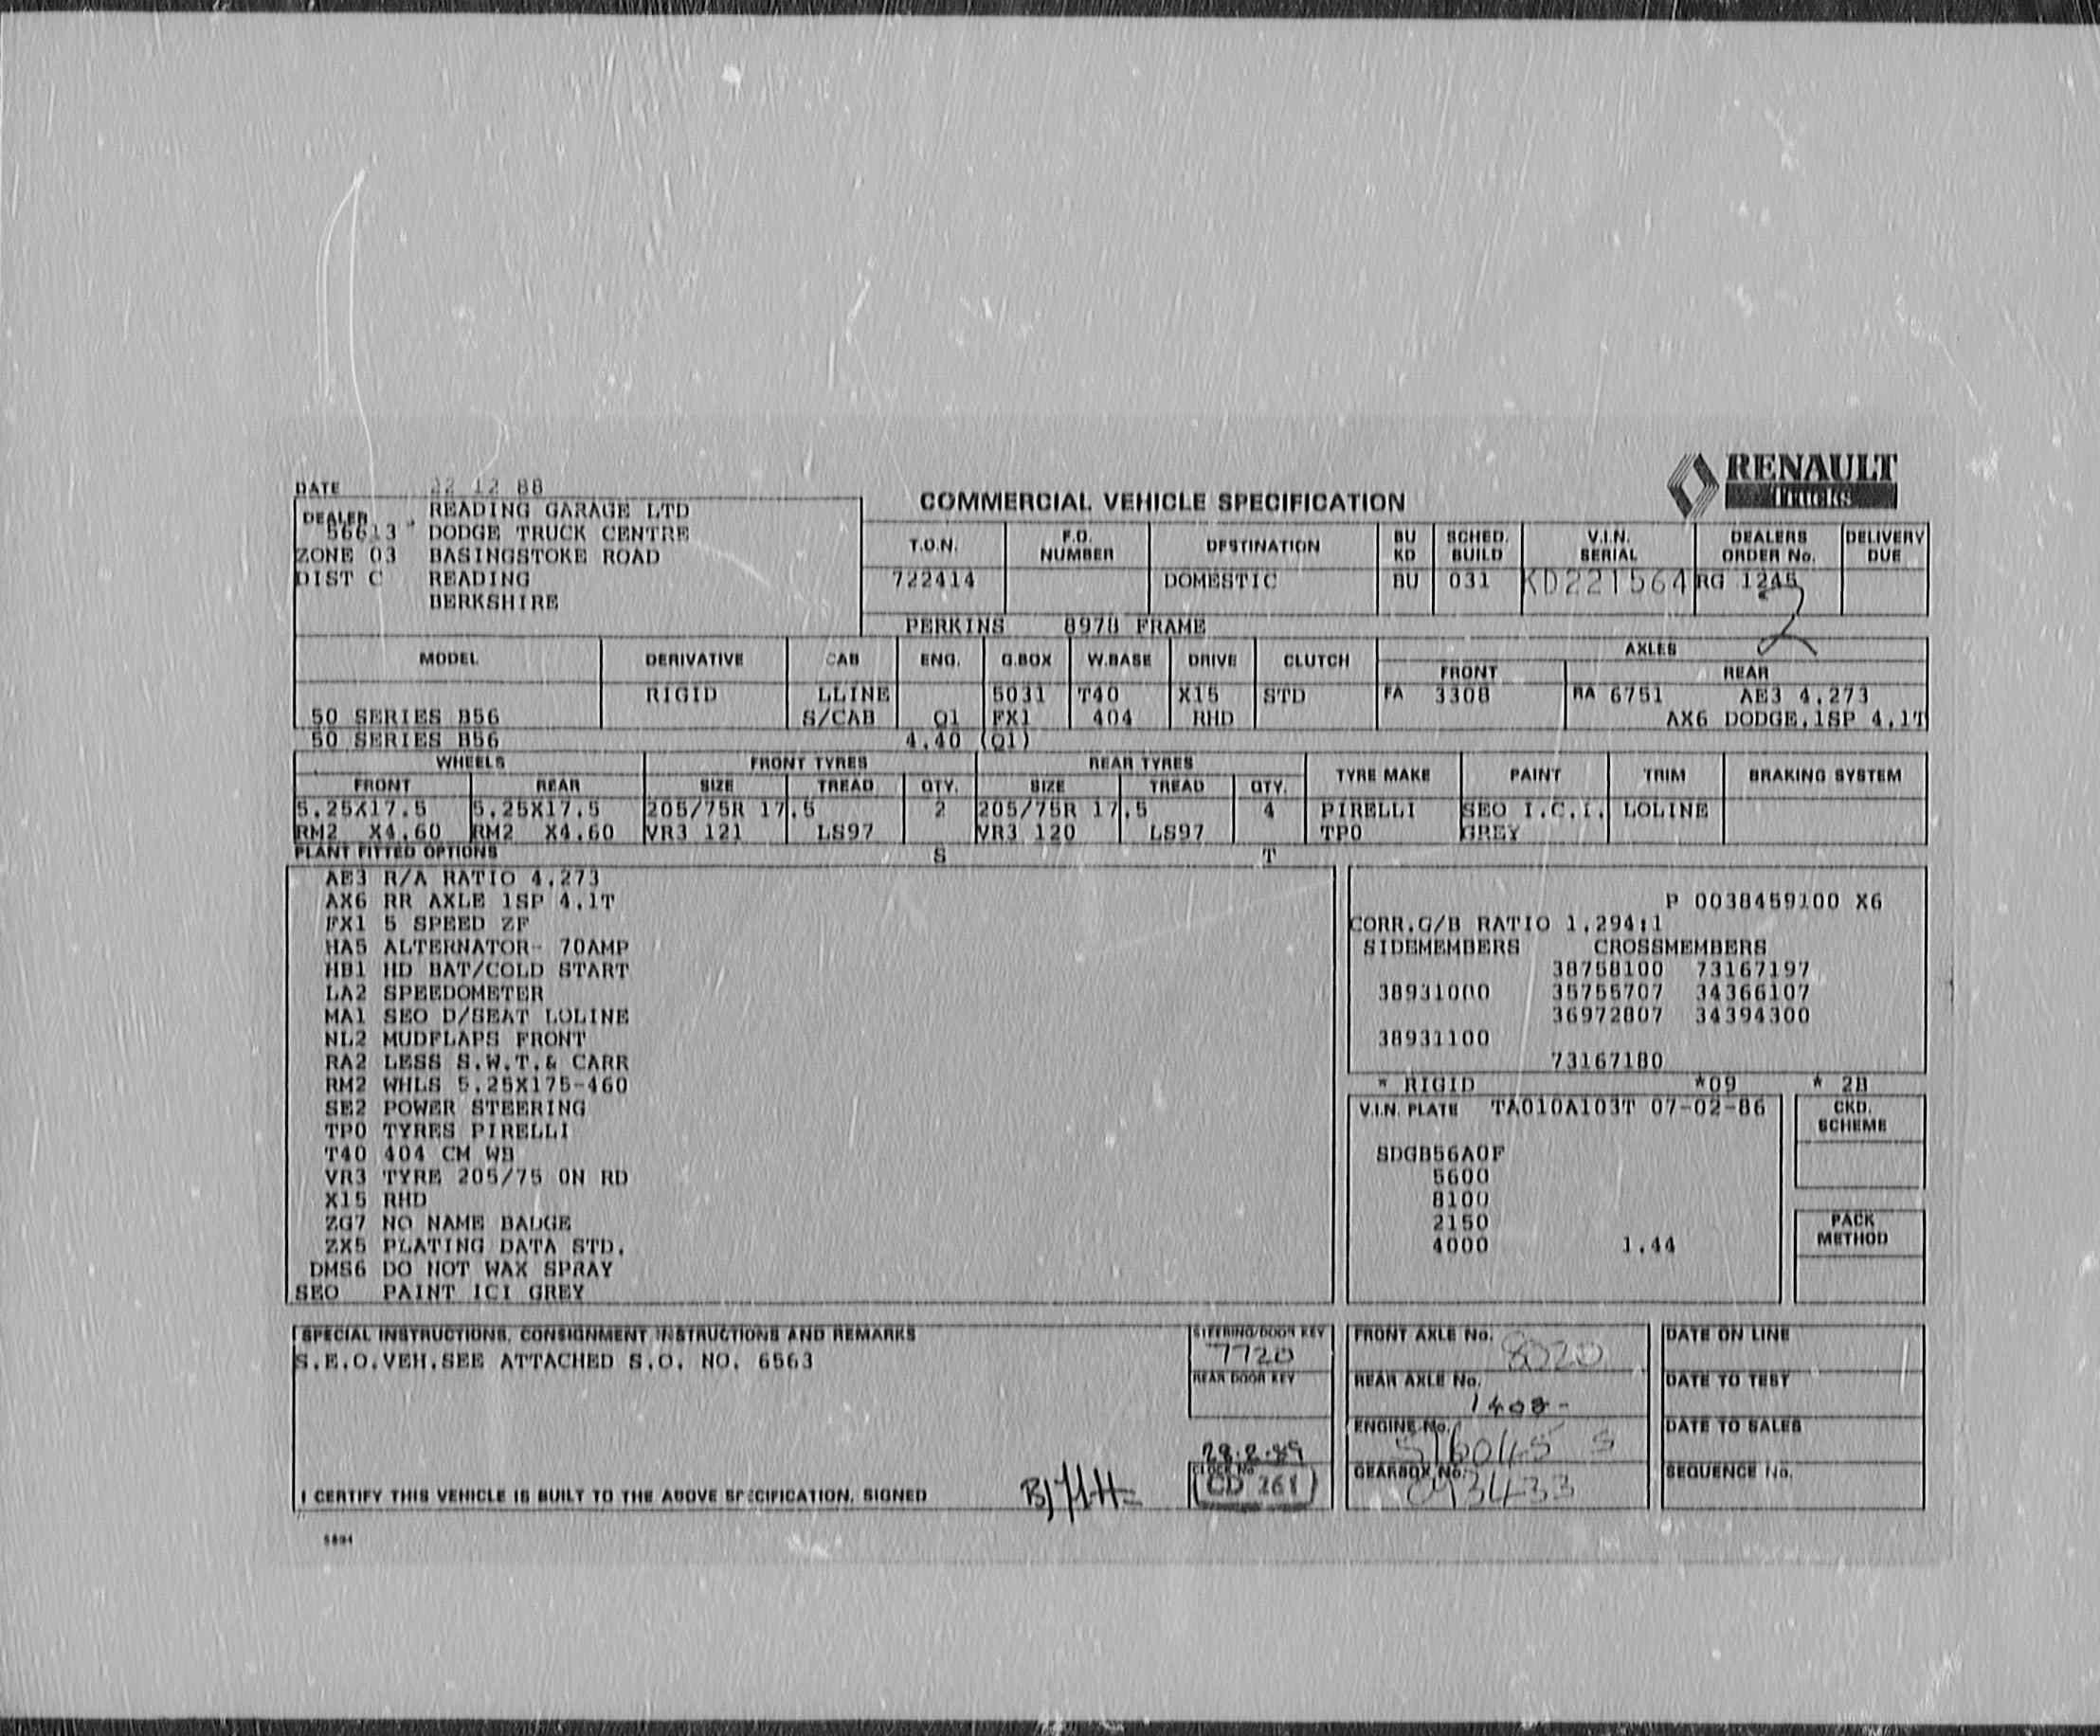 RENAULT
Trucks
COMMERCIAL VEHICLE SPECIFICATION
DATE 12 88
DEALER READING GARAGE LTD
56613 DODGE TRUCK CENTRE
ZONE 03 BASINGSTOKE ROAD
DIST C READING
BERKSHIRE
T.O.N. F.O. NUMBER DESTINATION BU KD SCHED. BUILD V.I.N. SERIAL DEALERS ORDER No. DELIVERY DUE
722414 DOMESTIC BU 031 KD221564 RG 1245
2
PERKINS 8978 FRAME
MODEL DERIVATIVE CAB ENG. G.BOX W.BASE DRIVE CLUTCH AXLES
FRONT REAR
RIGID LLINE 5031 T40 X15 STD FA 3308 RA 6751 AE3 4.273
50 SERIES B56 S/CAB Q1 FX1 404 RHD AX6 DODGE.1SP 4.1T
50 SERIES B56 4.40 (Q1)
WHEELS FRONT TYRES REAR TYRES TYRE MAKE PAINT TRIM BRAKING SYSTEM
FRONT REAR SIZE TREAD QTY. SIZE TREAD QTY.
5.25X17.5 5.25X17.5 205/75R 17.5 2 205/75R 17.5 4 PIRELLI SEO I.C.I. LOLINE
RM2 X4.60 RM2 X4.60 VR3 121 LS97 VR3 120 LS97 TP0 GREY
PLANT FITTED OPTIONS S T
AE3 R/A RATIO 4.273
AX6 RR AXLE 1SP 4.1T
FX1 5 SPEED ZF
HA5 ALTERNATOR- 70AMP
HB1 HD BAT/COLD START
LA2 SPEEDOMETER
MA1 SEO D/SEAT LOLINE
NL2 MUDFLAPS FRONT
RA2 LESS S.W.T.& CARR
RM2 WHLS 5.25X175-460
SE2 POWER STEERING
TP0 TYRES PIRELLI
T40 404 CM WB
VR3 TYRE 205/75 ON RD
X15 RHD
ZG7 NO NAME BADGE
ZX5 PLATING DATA STD.
DMS6 DO NOT WAX SPRAY
SEO PAINT ICI GREY
P 0038459100 X6
CORR.G/B RATIO 1.294:1
SIDEMEMBERS CROSSMEMBERS
38758100 73167197
38931000 35755707 34366107
36972807 34394300
38931100
73167180
* RIGID *09 * 2B
V.I.N. PLATE TA010A103T 07-02-86
CKD. SCHEME
SDGB56A0F
5600
8100
2150
4000 1.44
PACK METHOD
SPECIAL INSTRUCTIONS, CONSIGNMENT INSTRUCTIONS AND REMARKS
S.E.O.VEH.SEE ATTACHED S.O. NO. 6563
STEERING/DOOR KEY
7720
REAR DOOR KEY
28.2.89
CLOCK No.
CD 261
I CERTIFY THIS VEHICLE IS BUILT TO THE ABOVE SPECIFICATION. SIGNED
FRONT AXLE No. 8020
REAR AXLE No.
1408-
ENGINE No.
GEARBOX No. 093433
DATE ON LINE
DATE TO TEST
DATE TO SALES
SEQUENCE No.